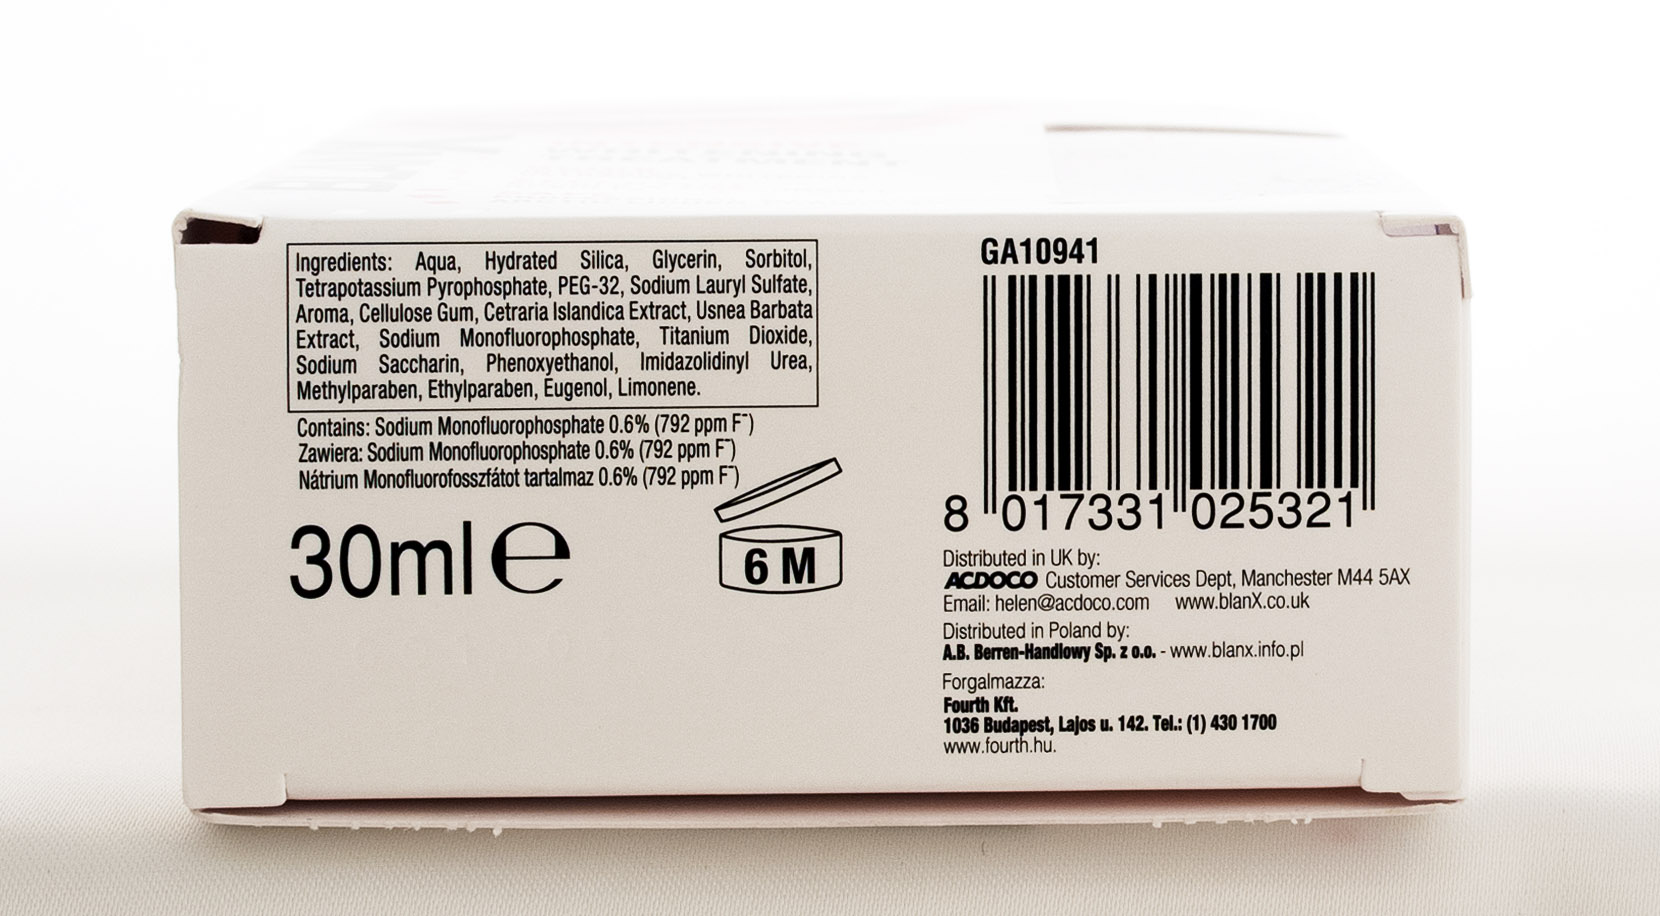 WHITENING
TREATMENT
Ingredients: Aqua, Hydrated Silica, Glycerin, Sorbitol,
Tetrapotassium Pyrophosphate, PEG-32, Sodium Lauryl Sulfate,
Aroma, Cellulose Gum, Cetraria Islandica Extract, Usnea Barbata
Extract, Sodium Monofluorophosphate, Titanium Dioxide,
Sodium Saccharin, Phenoxyethanol, Imidazolidinyl Urea,
Methylparaben, Ethylparaben, Eugenol, Limonene.
Contains: Sodium Monofluorophosphate 0.6% (792 ppm F⁻)
Zawiera: Sodium Monofluorophosphate 0.6% (792 ppm F⁻)
Nátrium Monofluorofosszfátot tartalmaz 0.6% (792 ppm F⁻)
30ml ℮
6 M
GA10941
8 017331 025321
Distributed in UK by:
ACDOCO Customer Services Dept, Manchester M44 5AX
Email: helen@acdoco.com www.blanX.co.uk
Distributed in Poland by:
A.B. Berren-Handlowy Sp. z o.o. - www.blanx.info.pl
Forgalmazza:
Fourth Kft.
1036 Budapest, Lajos u. 142. Tel.: (1) 430 1700
www.fourth.hu.